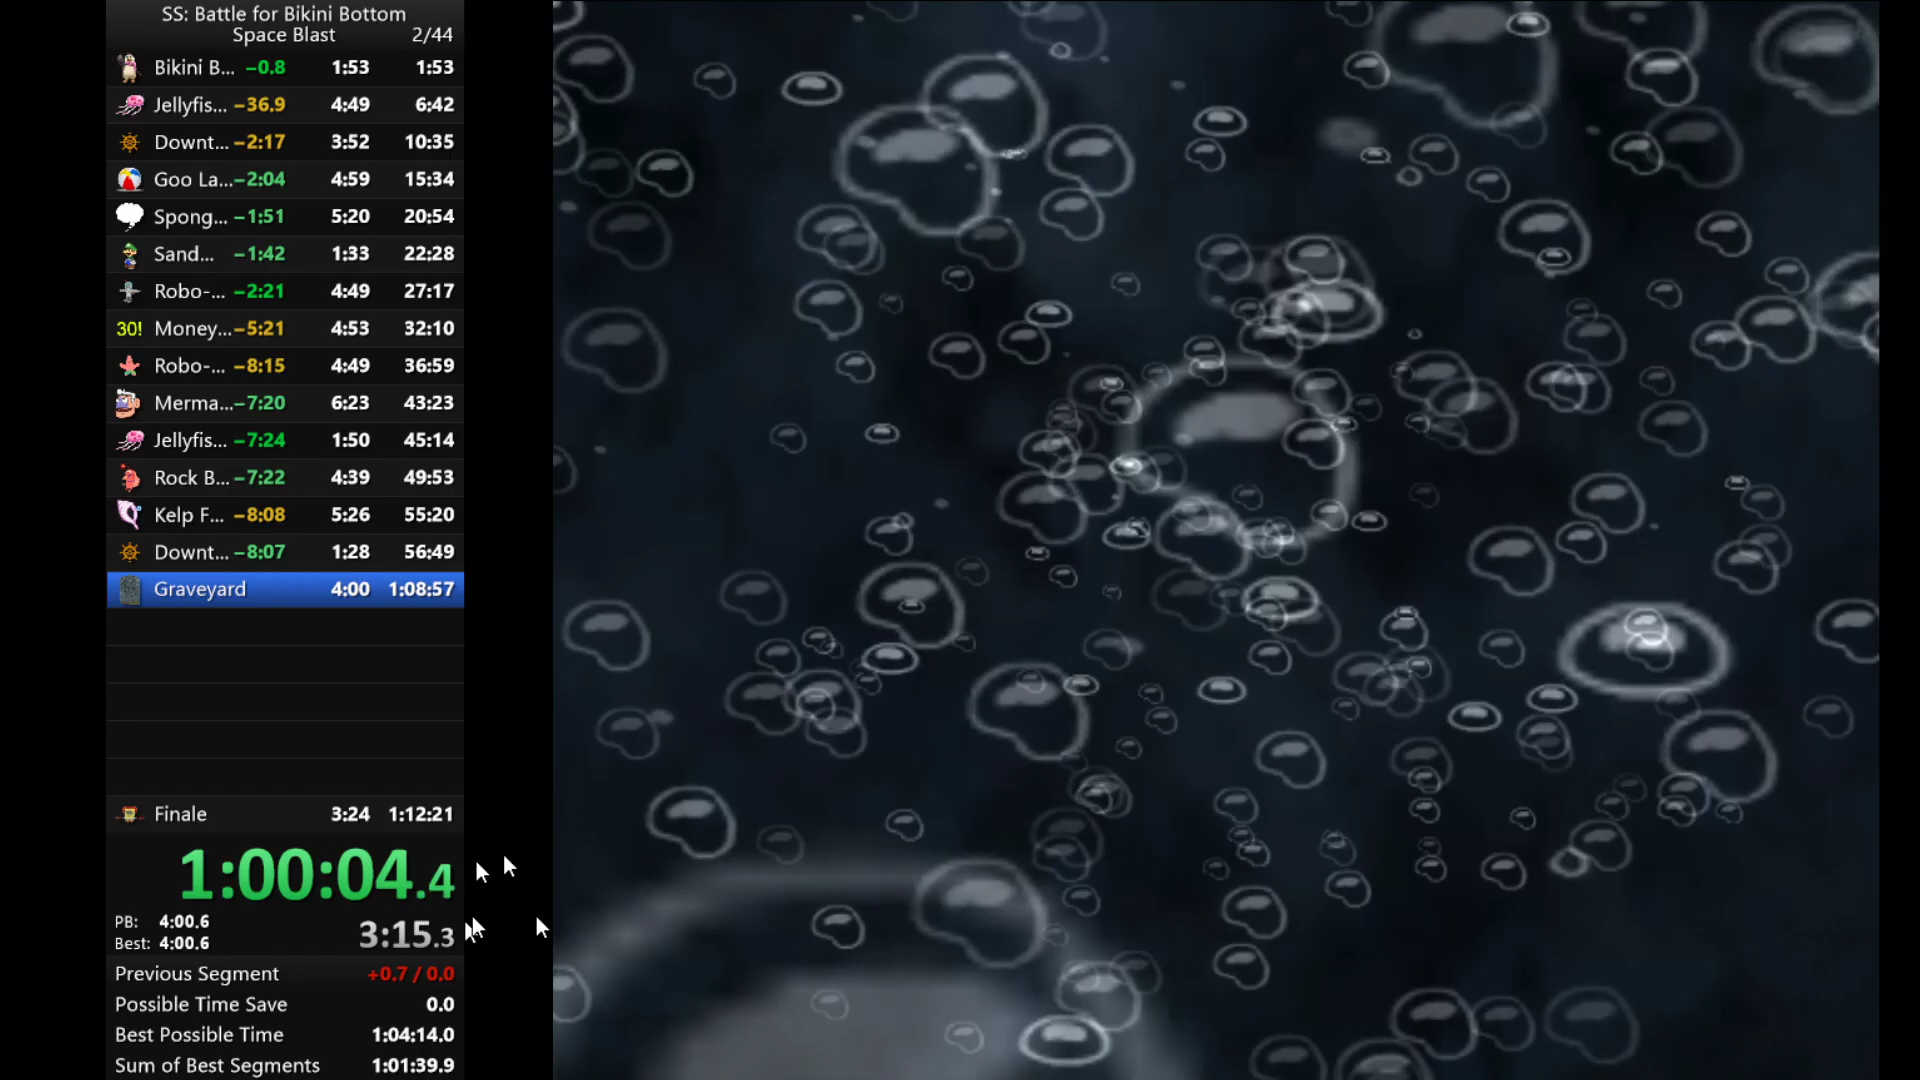 SS: Battle for Bikini Bottom
Space Blast 2/44
Bikini B... −0.8 1:53 1:53
Jellyfis... −36.9 4:49 6:42
Downt... −2:17 3:52 10:35
Goo La... −2:04 4:59 15:34
Spong... −1:51 5:20 20:54
Sand... −1:42 1:33 22:28
Robo-... −2:21 4:49 27:17
30! Money... −5:21 4:53 32:10
Robo-... −8:15 4:49 36:59
Merma... −7:20 6:23 43:23
Jellyfis... −7:24 1:50 45:14
Rock B... −7:22 4:39 49:53
Kelp F... −8:08 5:26 55:20
Downt... −8:07 1:28 56:49
Graveyard 4:00 1:08:57
Finale 3:24 1:12:21
1:00:04.4
PB: 4:00.6
Best: 4:00.6
3:15.3
Previous Segment +0.7 / 0.0
Possible Time Save 0.0
Best Possible Time 1:04:14.0
Sum of Best Segments 1:01:39.9